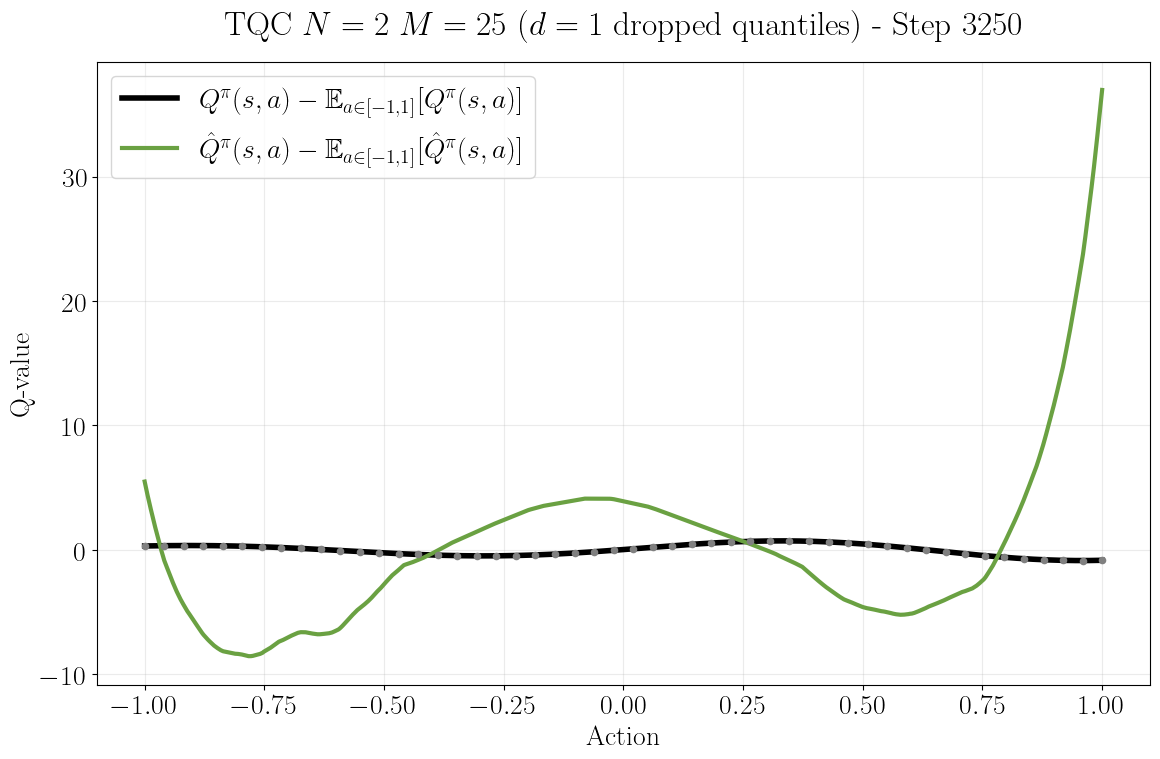 TQC N = 2 M = 25 (d = 1 dropped quantiles) - Step 3250
Q^π(s, a) − 𝔼_{a∈[−1,1]}[Q^π(s, a)]
Q̂^π(s, a) − 𝔼_{a∈[−1,1]}[Q̂^π(s, a)]
30
20
10
0
−10
Q-value
−1.00 −0.75 −0.50 −0.25 0.00 0.25 0.50 0.75 1.00
Action